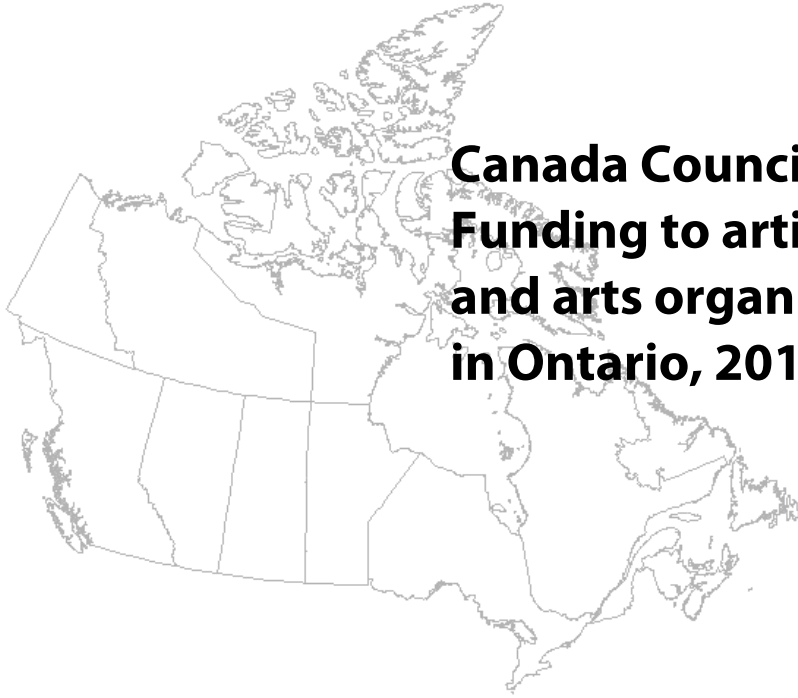 Canada Counci
Funding to arti
and arts organ
in Ontario, 201